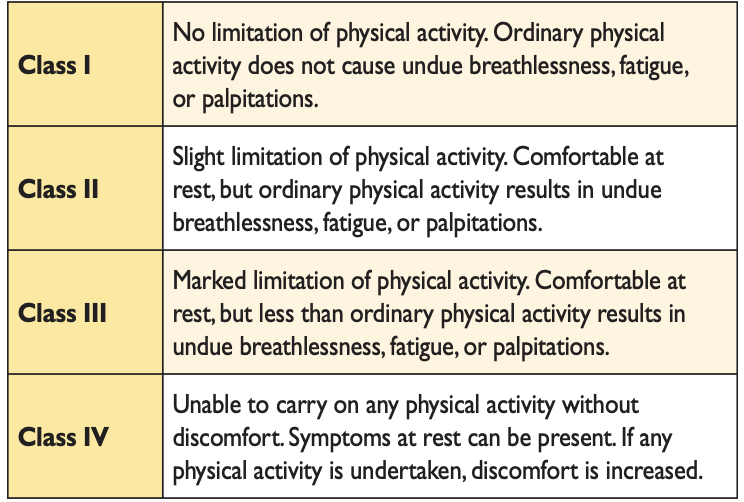 Class I
No limitation of physical activity. Ordinary physical
activity does not cause undue breathlessness, fatigue,
or palpitations.
Class II
Slight limitation of physical activity. Comfortable at
rest, but ordinary physical activity results in undue
breathlessness, fatigue, or palpitations.
Class III
Marked limitation of physical activity. Comfortable at
rest, but less than ordinary physical activity results in
undue breathlessness, fatigue, or palpitations.
Class IV
Unable to carry on any physical activity without
discomfort. Symptoms at rest can be present. If any
physical activity is undertaken, discomfort is increased.